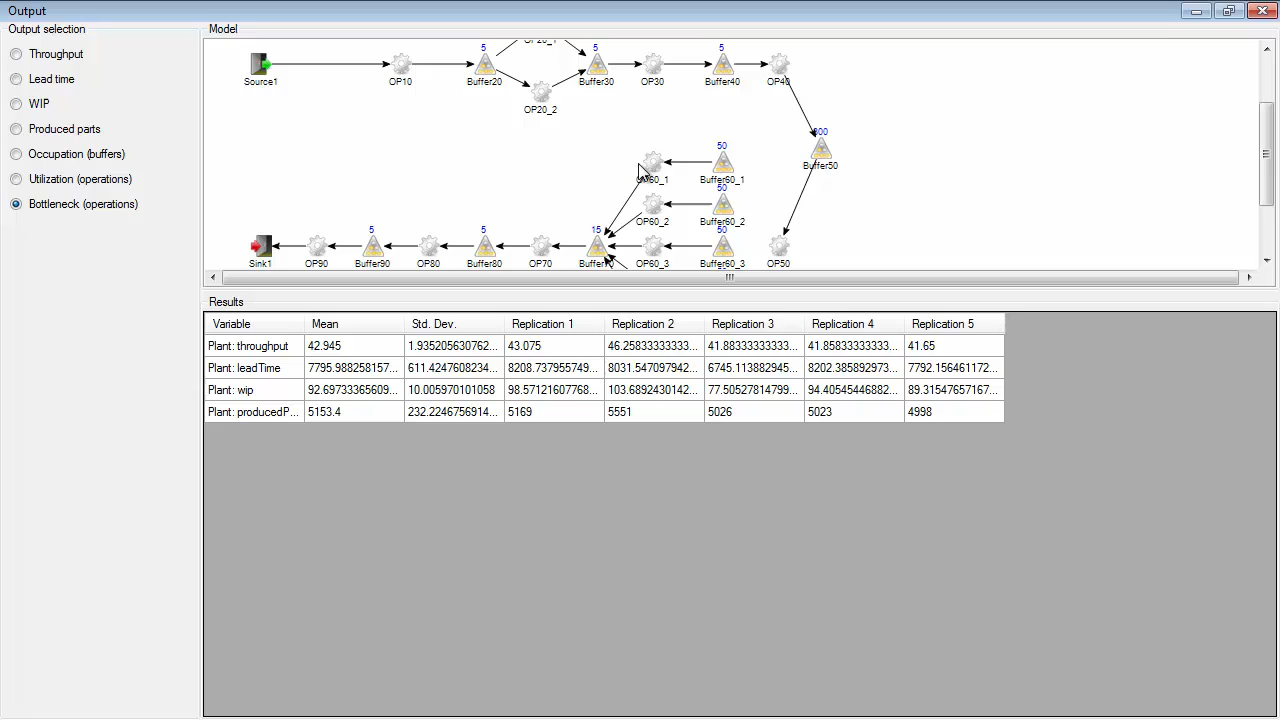 Output
Output selection
Throughput
Lead time
WIP
Produced parts
Occupation (buffers)
Utilization (operations)
Bottleneck (operations)
Model
5 5 5
Source1 OP10 Buffer20 Buffer30 OP30 Buffer40 OP40
OP20_2
Buffer50
50
Buffer60_1
50
OP60_2 Buffer60_2
5 5 15 50
Sink1 OP90 Buffer90 OP80 Buffer80 OP70 OP60_3 Buffer60_3 OP50
Results
Variable Mean Std. Dev. Replication 1 Replication 2 Replication 3 Replication 4 Replication 5
Plant: throughput 42.945 1.935205630762... 43.075 46.25833333333... 41.88333333333... 41.85833333333... 41.65
Plant: leadTime 7795.988258157... 611.4247608234... 8208.737955749... 8031.547097942... 6745.113882945... 8202.385892973... 7792.156461172...
Plant: wip 92.69733365609... 10.005970101058 98.57121607768... 103.6892430142... 77.50527814799... 94.40545446882... 89.31547657167...
Plant: producedP... 5153.4 232.2246756914... 5169 5551 5026 5023 4998